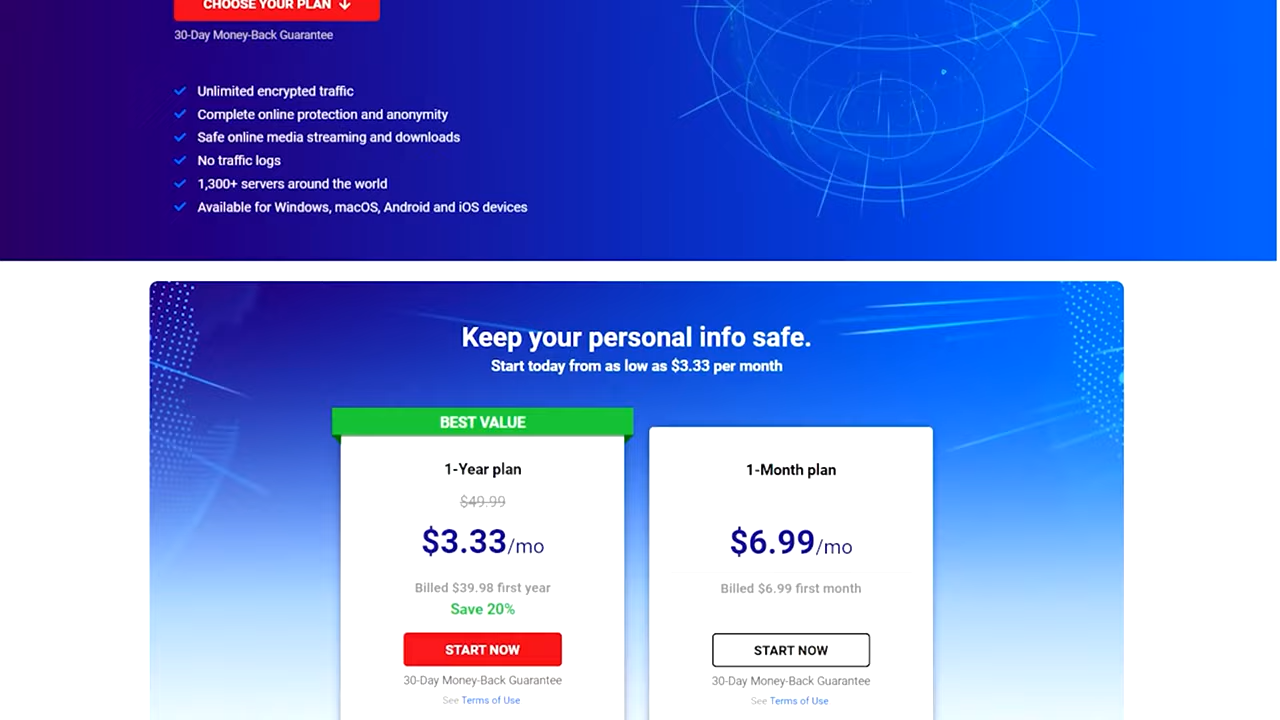 CHOOSE YOUR PLAN
30-Day Money-Back Guarantee
Unlimited encrypted traffic
Complete online protection and anonymity
Safe online media streaming and downloads
No traffic logs
1,300+ servers around the world
Available for Windows, macOS, Android and iOS devices
Keep your personal info safe.
Start today from as low as $3.33 per month
BEST VALUE
1-Year plan
$49.99
$3.33/mo
Billed $39.98 first year
Save 20%
START NOW
30-Day Money-Back Guarantee
See Terms of Use
1-Month plan
$6.99/mo
Billed $6.99 first month
START NOW
30-Day Money-Back Guarantee
See Terms of Use